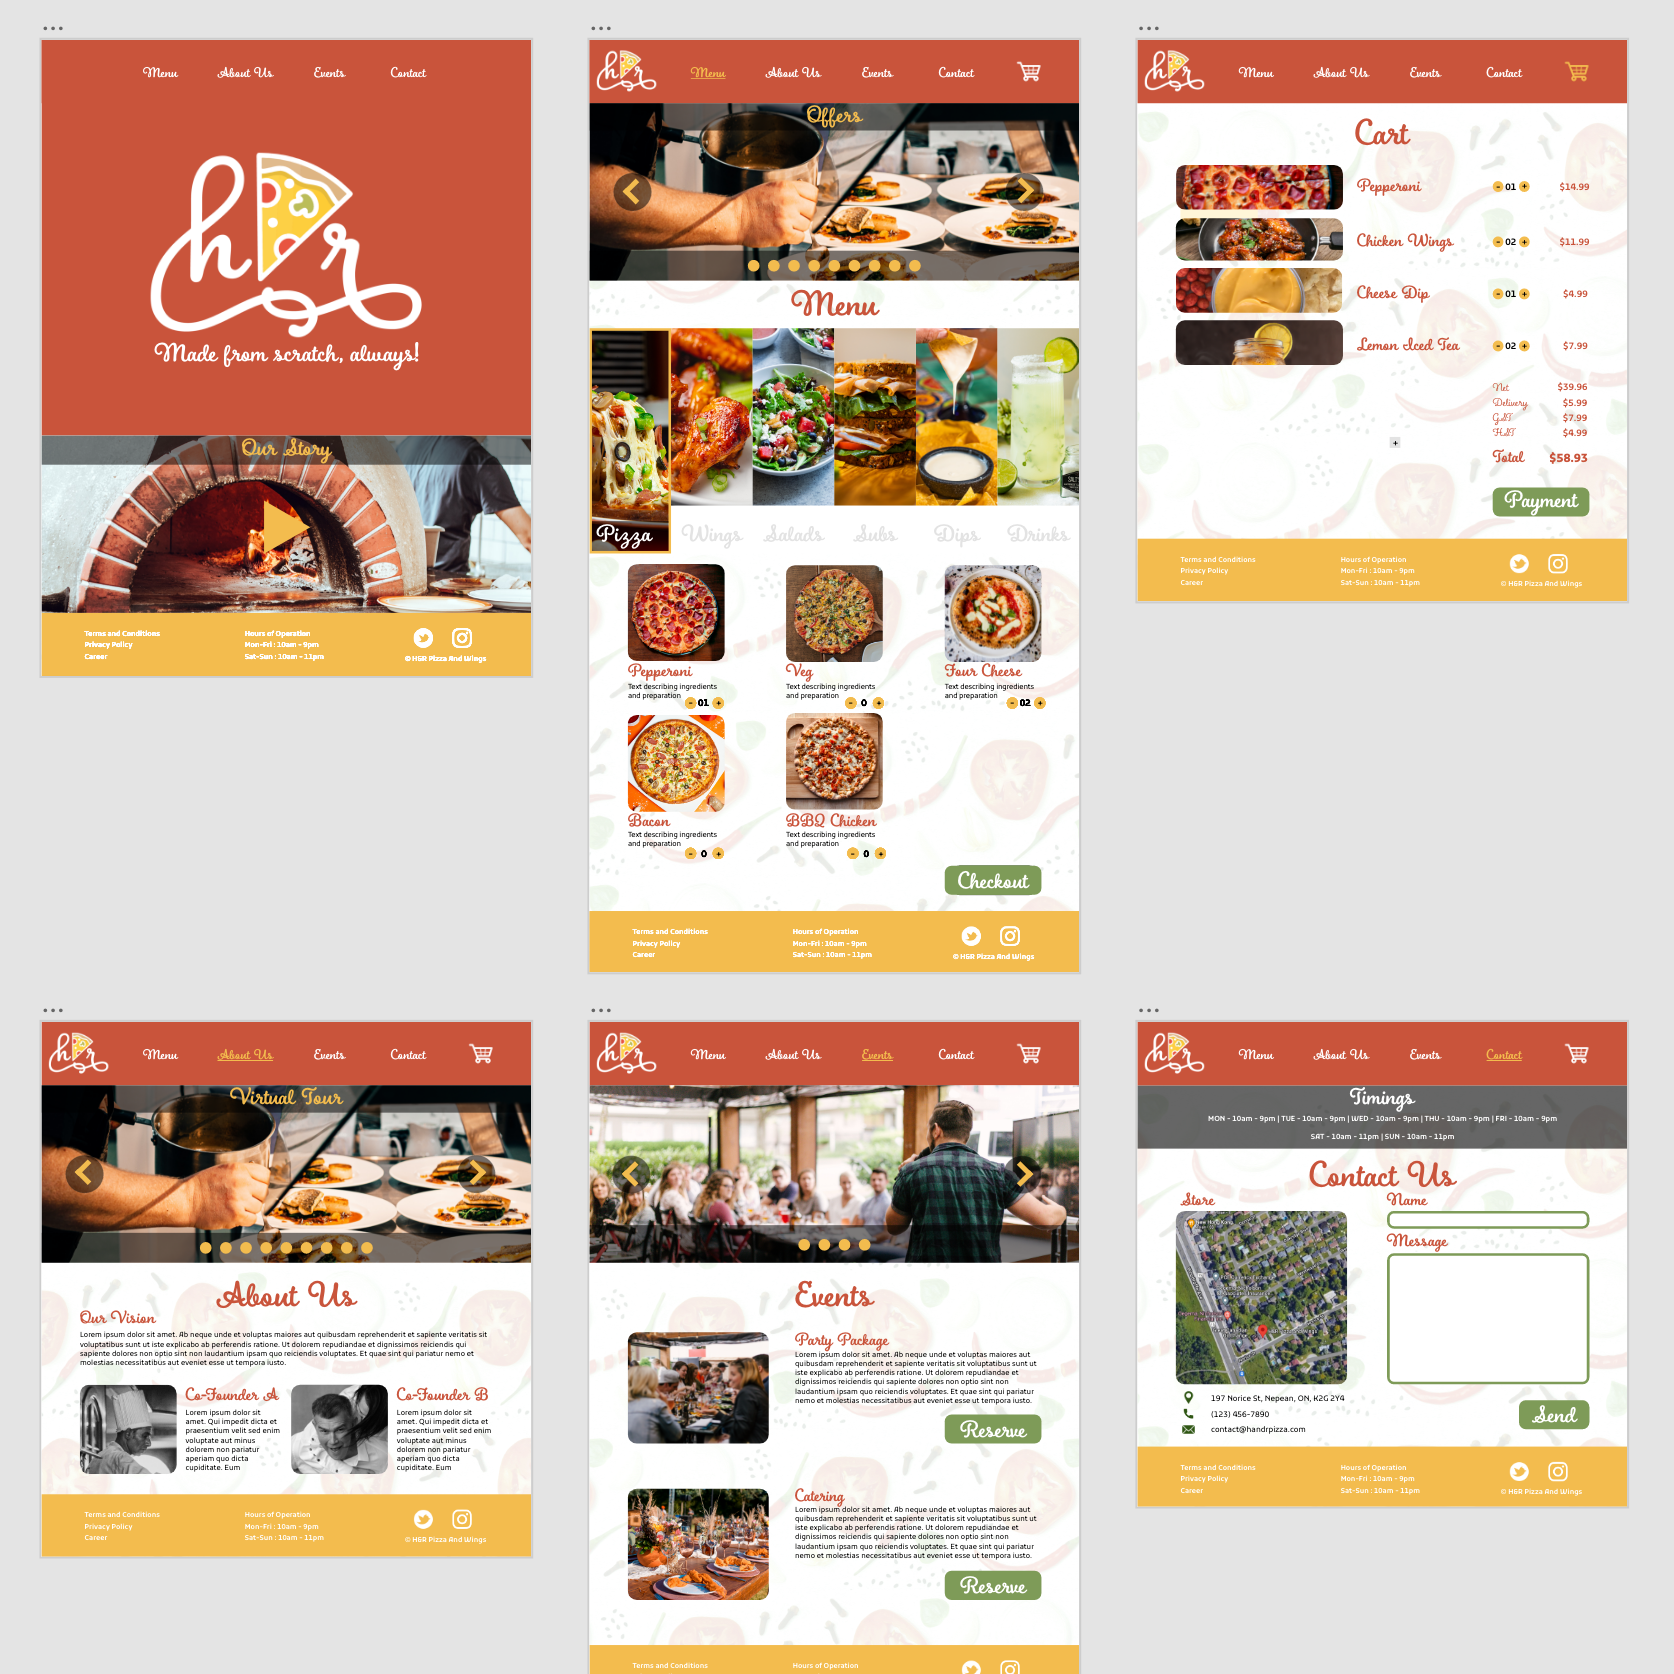 Menu About Us Events Contact
hr
Made from scratch, always!
Our Story
Terms and Conditions
Privacy Policy
Career
Hours of Operation
Mon-Fri : 10am - 9pm
Sat-Sun : 10am - 11pm
© H&R Pizza And Wings
hr Menu About Us Events Contact
Offers
Menu
Pizza Wings Salads Subs Dips Drinks
Pepperoni
Text describing ingredients
and preparation
- 01 +
Veg
Text describing ingredients
and preparation
- 0 +
Four Cheese
Text describing ingredients
and preparation
- 02 +
Bacon
Text describing ingredients
and preparation
- 0 +
BBQ Chicken
Text describing ingredients
and preparation
- 0 +
Checkout
Terms and Conditions
Privacy Policy
Career
Hours of Operation
Mon-Fri : 10am - 9pm
Sat-Sun : 10am - 11pm
© H&R Pizza And Wings
hr Menu About Us Events Contact
Cart
Pepperoni - 01 + $14.99
Chicken Wings - 02 + $11.99
Cheese Dip - 01 + $4.99
Lemon Iced Tea - 02 + $7.99
Net $39.96
Delivery $5.99
GST $7.99
HST $4.99
+
Total $58.93
Payment
Terms and Conditions
Privacy Policy
Career
Hours of Operation
Mon-Fri : 10am - 9pm
Sat-Sun : 10am - 11pm
© H&R Pizza And Wings
hr Menu About Us Events Contact
Virtual Tour
About Us
Our Vision
Lorem ipsum dolor sit amet. Ab neque unde et voluptas maiores aut quibusdam reprehenderit et sapiente veritatis sit
voluptatibus sunt ut iste explicabo ab perferendis ratione. Ut dolorem repudiandae et dignissimos reiciendis qui
sapiente dolores non optio sint non laudantium ipsum quo reiciendis voluptates. Et quae sint qui pariatur nemo et
molestias necessitatibus aut eveniet esse ut tempora iusto.
Co-Founder A
Lorem ipsum dolor sit
amet. Qui impedit dicta et
praesentium velit sed enim
voluptate aut minus
dolorem non pariatur
aperiam quo dicta
cupiditate. Eum
Co-Founder B
Lorem ipsum dolor sit
amet. Qui impedit dicta et
praesentium velit sed enim
voluptate aut minus
dolorem non pariatur
aperiam quo dicta
cupiditate. Eum
Terms and Conditions
Privacy Policy
Career
Hours of Operation
Mon-Fri : 10am - 9pm
Sat-Sun : 10am - 11pm
© H&R Pizza And Wings
hr Menu About Us Events Contact
Events
Party Package
Lorem ipsum dolor sit amet. Ab neque unde et voluptas maiores aut
quibusdam reprehenderit et sapiente veritatis sit voluptatibus sunt ut
iste explicabo ab perferendis ratione. Ut dolorem repudiandae et
dignissimos reiciendis qui sapiente dolores non optio sint non
laudantium ipsum quo reiciendis voluptates. Et quae sint qui pariatur
nemo et molestias necessitatibus aut eveniet esse ut tempora iusto.
Reserve
Catering
Lorem ipsum dolor sit amet. Ab neque unde et voluptas maiores aut
quibusdam reprehenderit et sapiente veritatis sit voluptatibus sunt ut
iste explicabo ab perferendis ratione. Ut dolorem repudiandae et
dignissimos reiciendis qui sapiente dolores non optio sint non
laudantium ipsum quo reiciendis voluptates. Et quae sint qui pariatur
nemo et molestias necessitatibus aut eveniet esse ut tempora iusto.
Reserve
Terms and Conditions
Hours of Operation
hr Menu About Us Events Contact
Timings
MON - 10am - 9pm | TUE - 10am - 9pm | WED - 10am - 9pm | THU - 10am - 9pm | FRI - 10am - 9pm
SAT - 10am - 11pm | SUN - 10am - 11pm
Contact Us
Store
197 Norice St, Nepean, ON, K2G 2Y4
(123) 456-7890
contact@handrpizza.com
Name
Message
Send
Terms and Conditions
Privacy Policy
Career
Hours of Operation
Mon-Fri : 10am - 9pm
Sat-Sun : 10am - 11pm
© H&R Pizza And Wings